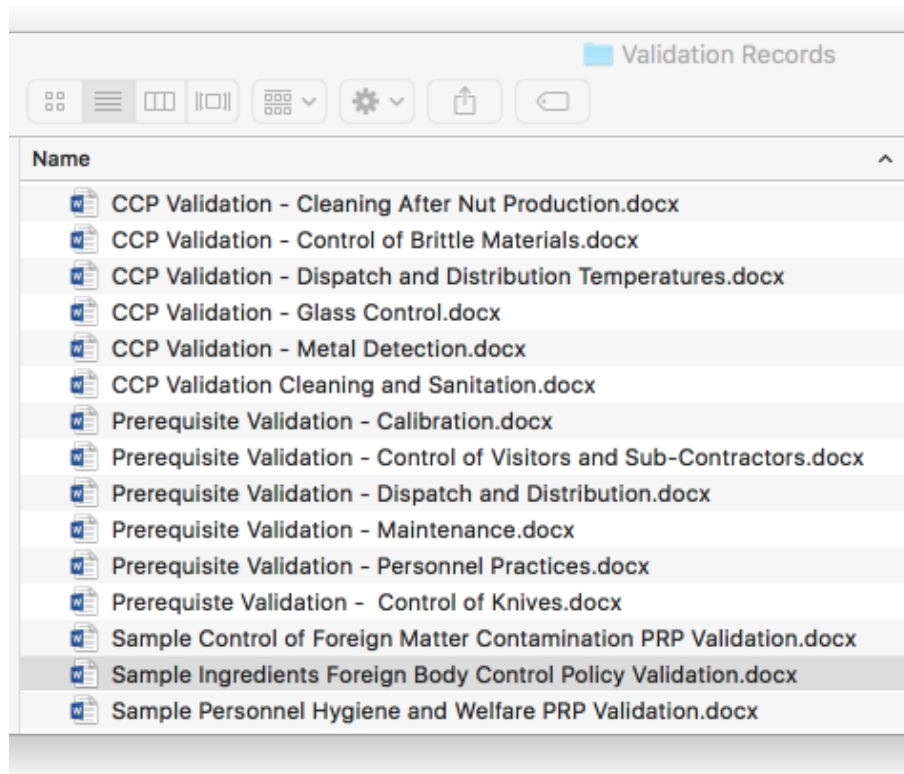 Validation Records
Name
CCP Validation - Cleaning After Nut Production.docx
CCP Validation - Control of Brittle Materials.docx
CCP Validation - Dispatch and Distribution Temperatures.docx
CCP Validation - Glass Control.docx
CCP Validation - Metal Detection.docx
CCP Validation Cleaning and Sanitation.docx
Prerequisite Validation - Calibration.docx
Prerequisite Validation - Control of Visitors and Sub-Contractors.docx
Prerequisite Validation - Dispatch and Distribution.docx
Prerequisite Validation - Maintenance.docx
Prerequisite Validation - Personnel Practices.docx
Prerequiste Validation -  Control of Knives.docx
Sample Control of Foreign Matter Contamination PRP Validation.docx
Sample Ingredients Foreign Body Control Policy Validation.docx
Sample Personnel Hygiene and Welfare PRP Validation.docx